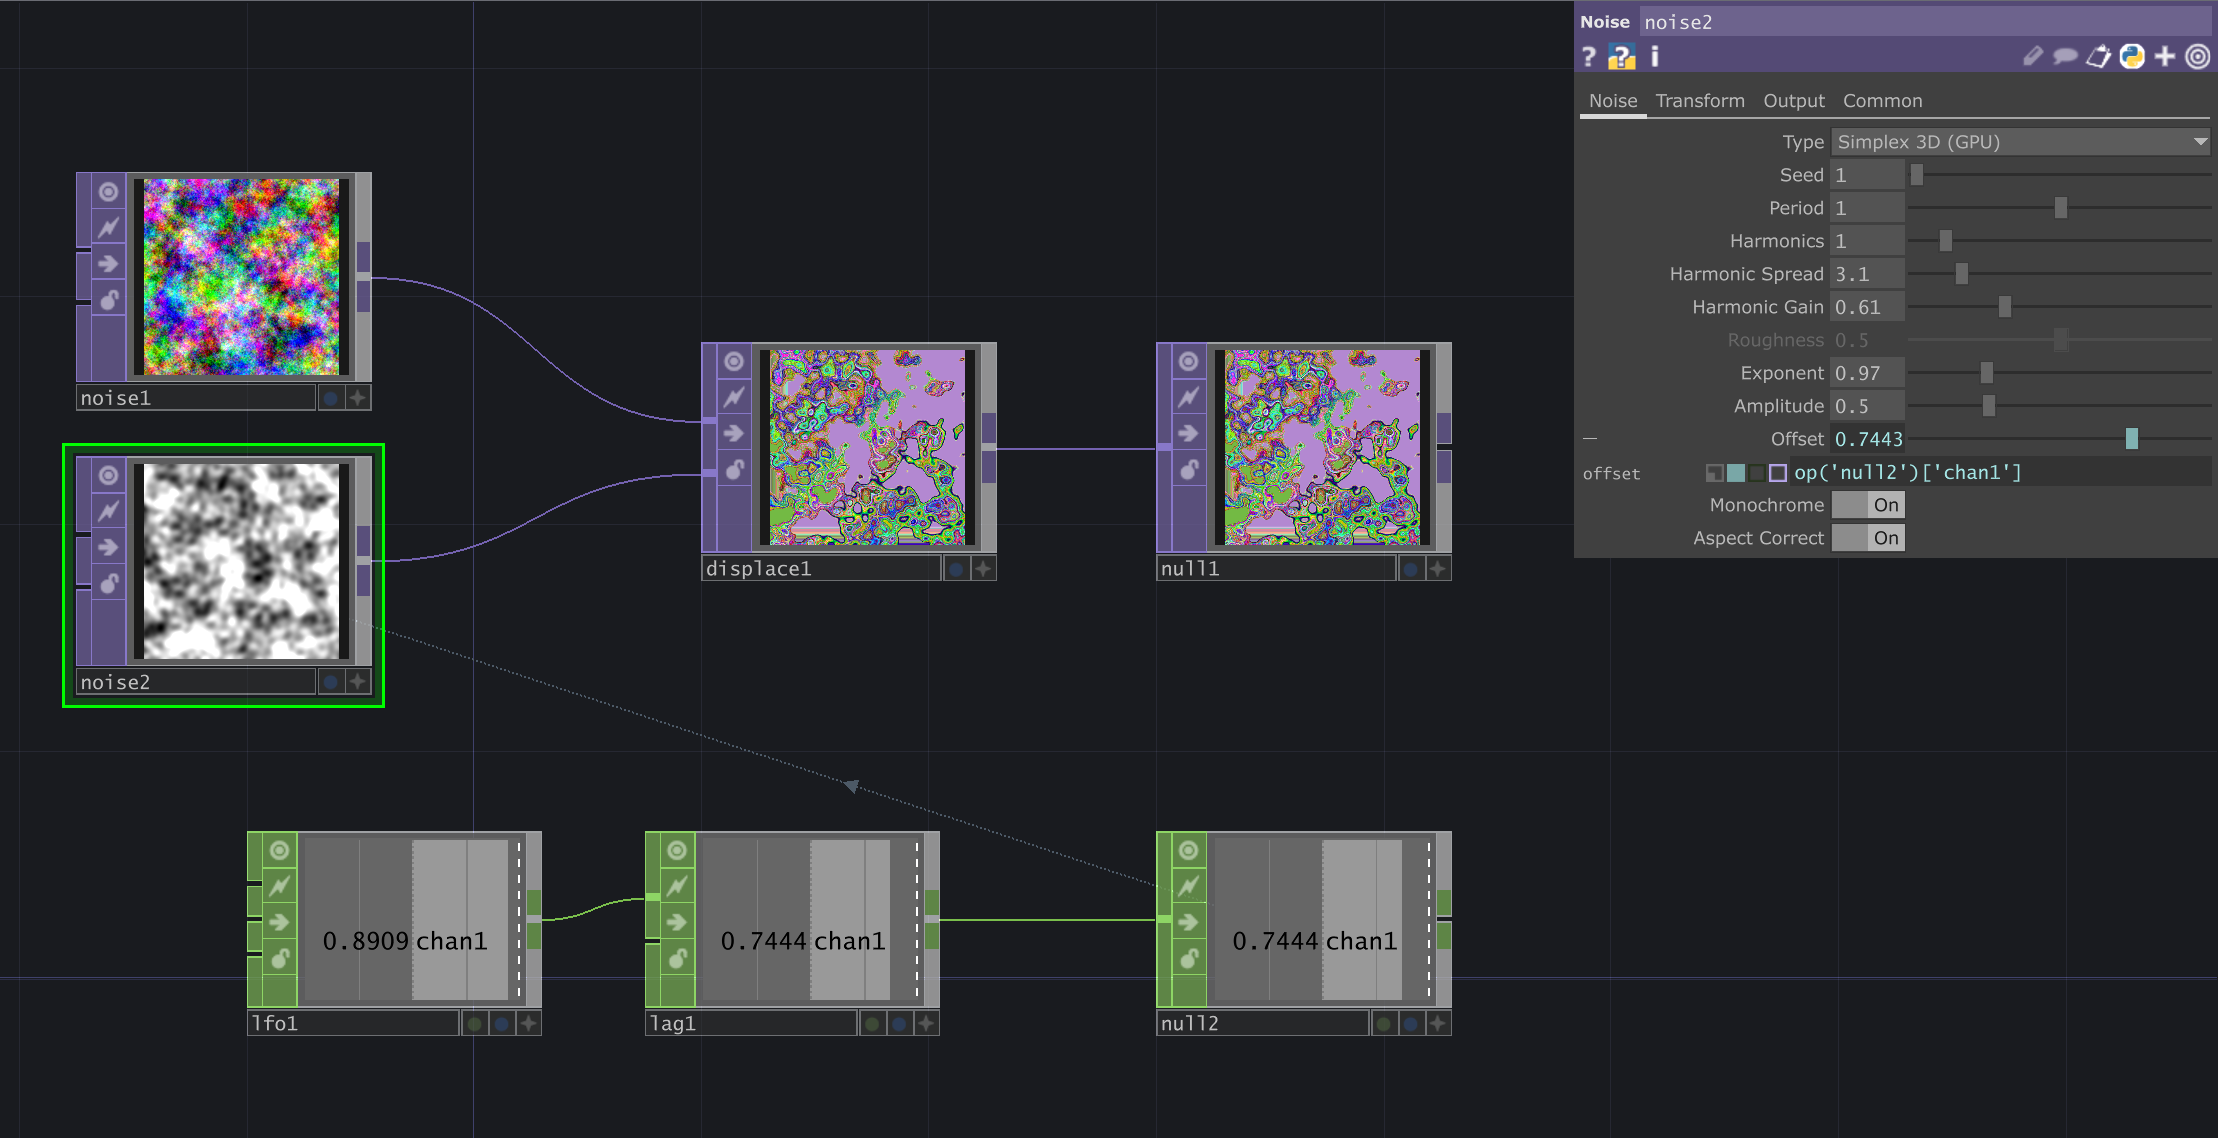 Noise noise2
? ? i
Noise Transform Output Common
Type Simplex 3D (GPU)
Seed 1
Period 1
Harmonics 1
Harmonic Spread 3.1
Harmonic Gain 0.61
Roughness 0.5
Exponent 0.97
Amplitude 0.5
Offset 0.7443
offset op('null2')['chan1']
Monochrome On
Aspect Correct On
noise1
noise2
displace1
null1
0.8909 chan1
lfo1
0.7444 chan1
lag1
0.7444 chan1
null2